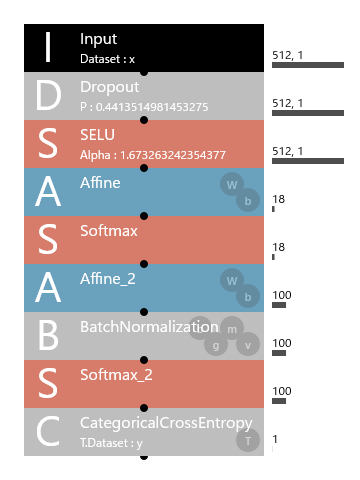 I
Input
Dataset : x
512, 1
D
Dropout
P : 0.4413514981453275
512, 1
S
SELU
Alpha : 1.673263242354377
512, 1
A
Affine
W
b
18
S
Softmax
18
A
Affine_2
W
b
100
B
BatchNormalization
m
g
v
100
S
Softmax_2
100
C
CategoricalCrossEntropy
T.Dataset : y
T
1